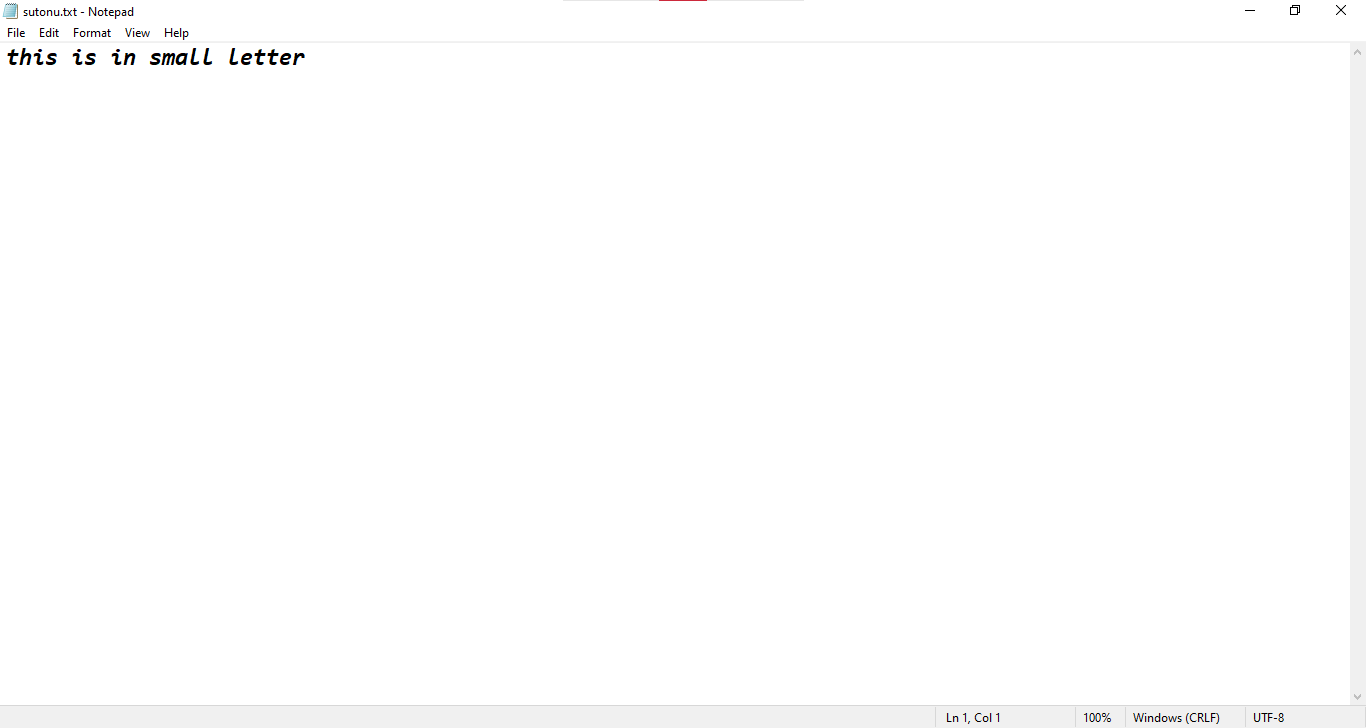 sutonu.txt - Notepad
File Edit Format View Help
this is in small letter
Ln 1, Col 1 100% Windows (CRLF) UTF-8